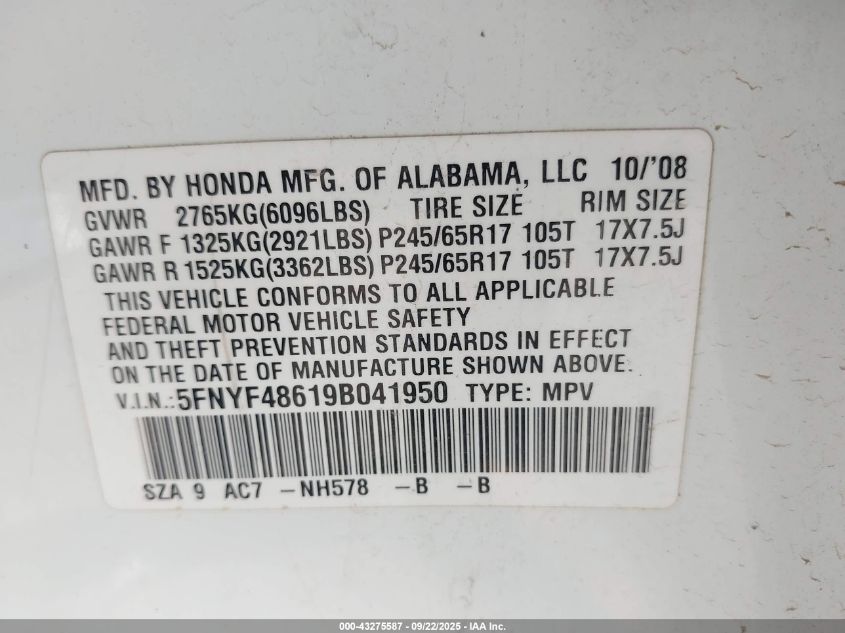 MFD. BY HONDA MFG. OF ALABAMA, LLC 10/'08
GVWR 2765KG(6096LBS) TIRE SIZE RIM SIZE
GAWR F 1325KG(2921LBS) P245/65R17 105T 17X7.5J
GAWR R 1525KG(3362LBS) P245/65R17 105T 17X7.5J
THIS VEHICLE CONFORMS TO ALL APPLICABLE
FEDERAL MOTOR VEHICLE SAFETY
AND THEFT PREVENTION STANDARDS IN EFFECT
ON THE DATE OF MANUFACTURE SHOWN ABOVE.
V.I.N.:5FNYF48619B041950 TYPE: MPV
SZA 9 AC7 -NH578 -B -B
000-43275587 - 09/22/2025 - IAA Inc.